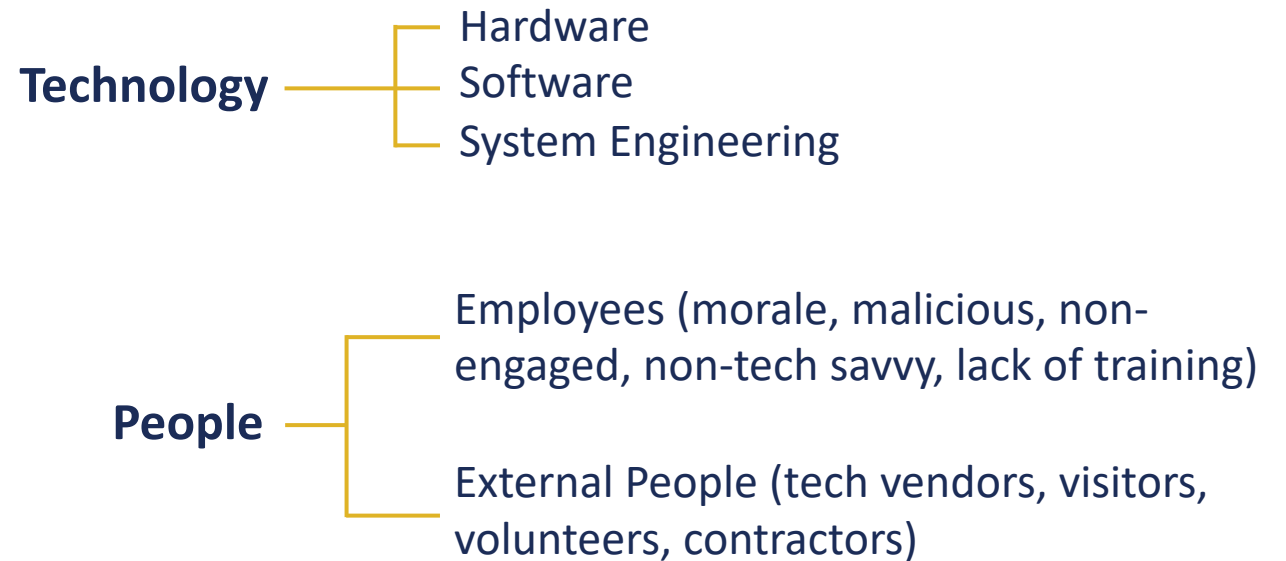 Technology
Hardware
Software
System Engineering
People
Employees (morale, malicious, non-
engaged, non-tech savvy, lack of training)
External People (tech vendors, visitors,
volunteers, contractors)